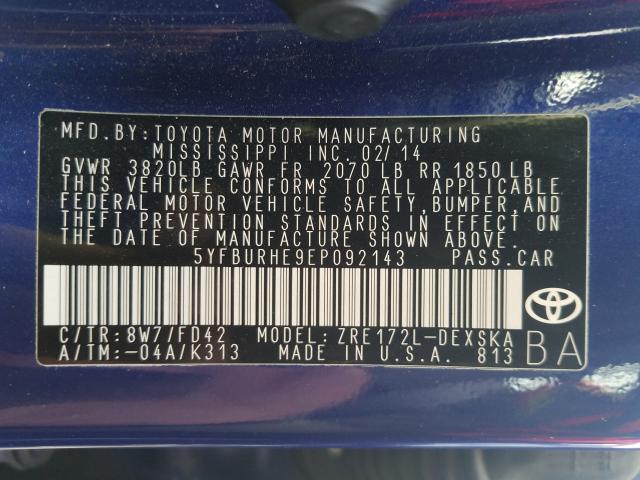 MFD.BY:TOYOTA MOTOR MANUFACTURING
MISSISSIPPI INC. 02/14
GVWR 3820LB GAWR FR 2070 LB RR 1850 LB
THIS VEHICLE CONFORMS TO ALL APPLICABLE
FEDERAL MOTOR VEHICLE SAFETY, BUMPER, AND
THEFT PREVENTION STANDARDS IN EFFECT ON
THE DATE OF MANUFACTURE SHOWN ABOVE.
5YFBURHE9EP092143 PASS.CAR
C/TR:8W7/FD42 MODEL:ZRE172L-DEXSKA
A/TM:-04A/K313 MADE IN U.S.A. 813
BA